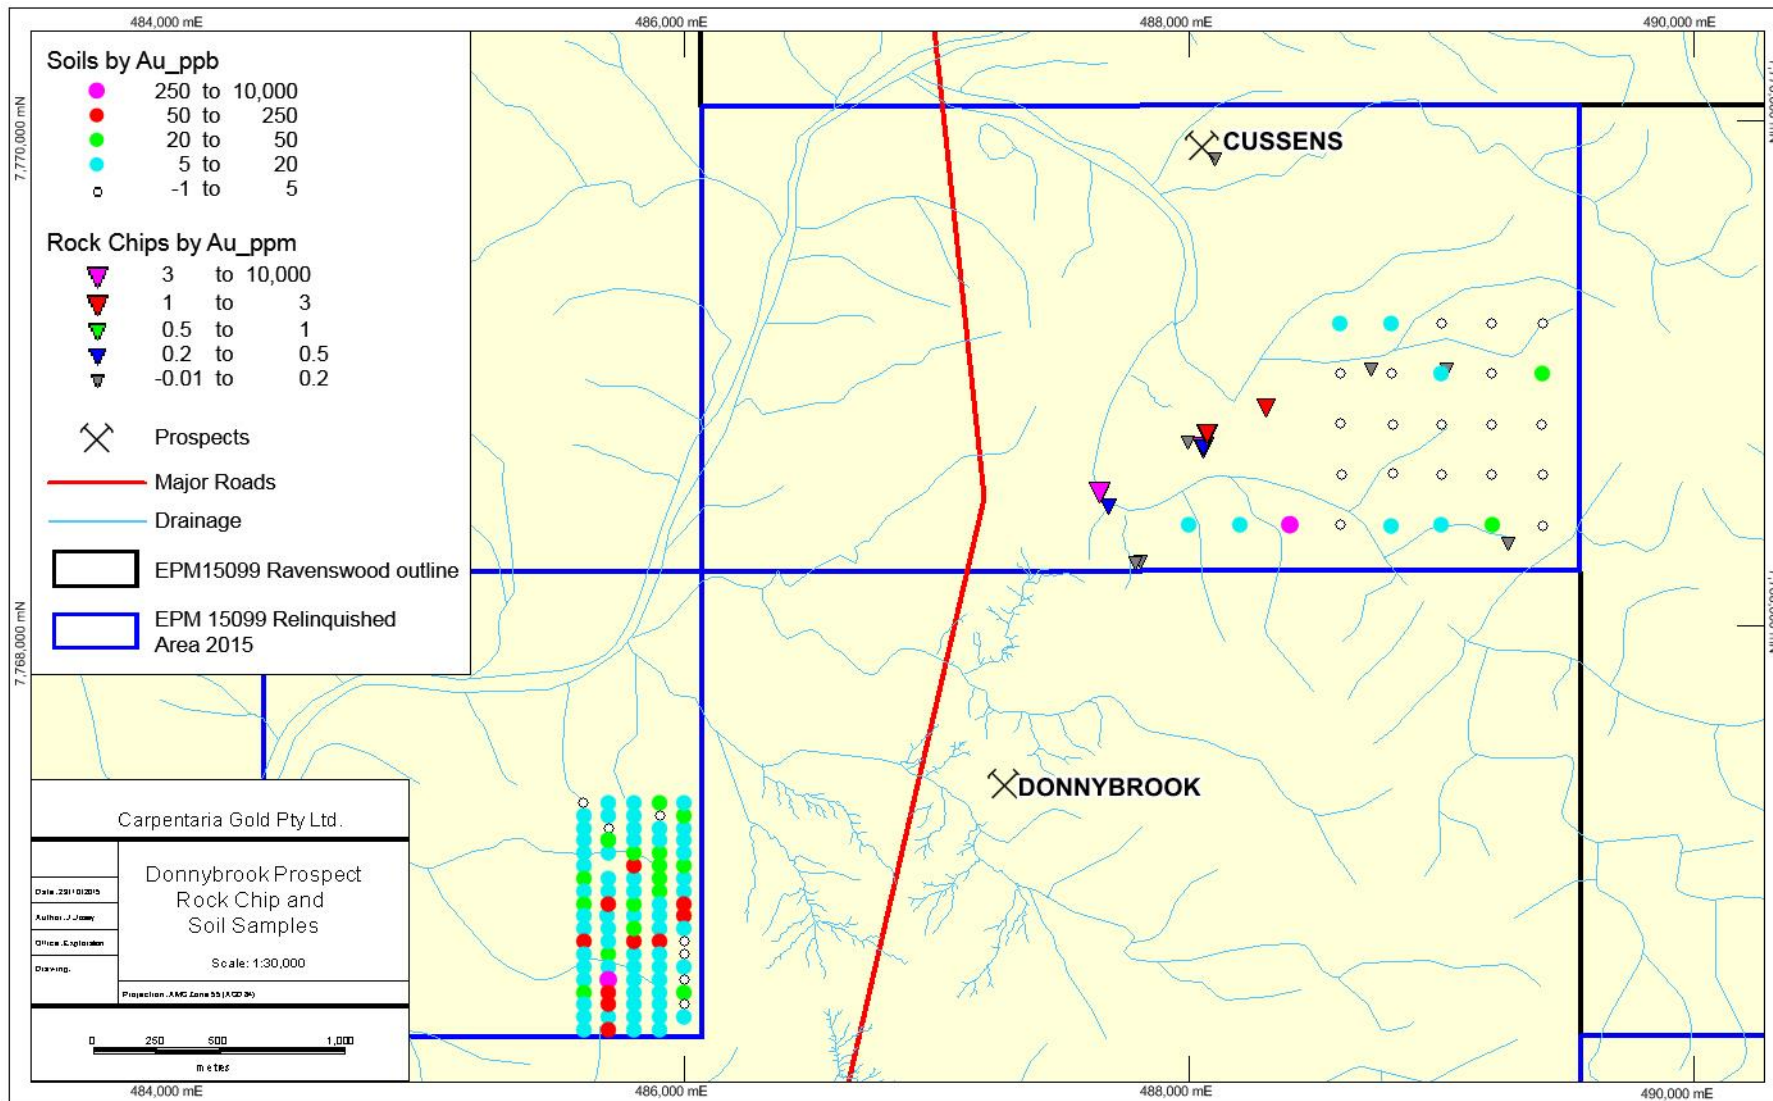 484,000 mE 486,000 mE 488,000 mE 490,000 mE
Soils by Au_ppb
250 to 10,000
50 to 250
20 to 50
5 to 20
-1 to 5
Rock Chips by Au_ppm
3 to 10,000
1 to 3
0.5 to 1
0.2 to 0.5
-0.01 to 0.2
Prospects
Major Roads
Drainage
EPM15099 Ravenswood outline
EPM 15099 Relinquished
Area 2015
7,770,000 mN
7,768,000 mN
CUSSENS
DONNYBROOK
Carpentaria Gold Pty Ltd.
Donnybrook Prospect
Rock Chip and
Soil Samples
Scale: 1:30,000
Office: Exploration
Drawing:
0 250 500 1,000
metres
484,000 mE 486,000 mE 488,000 mE 490,000 mE